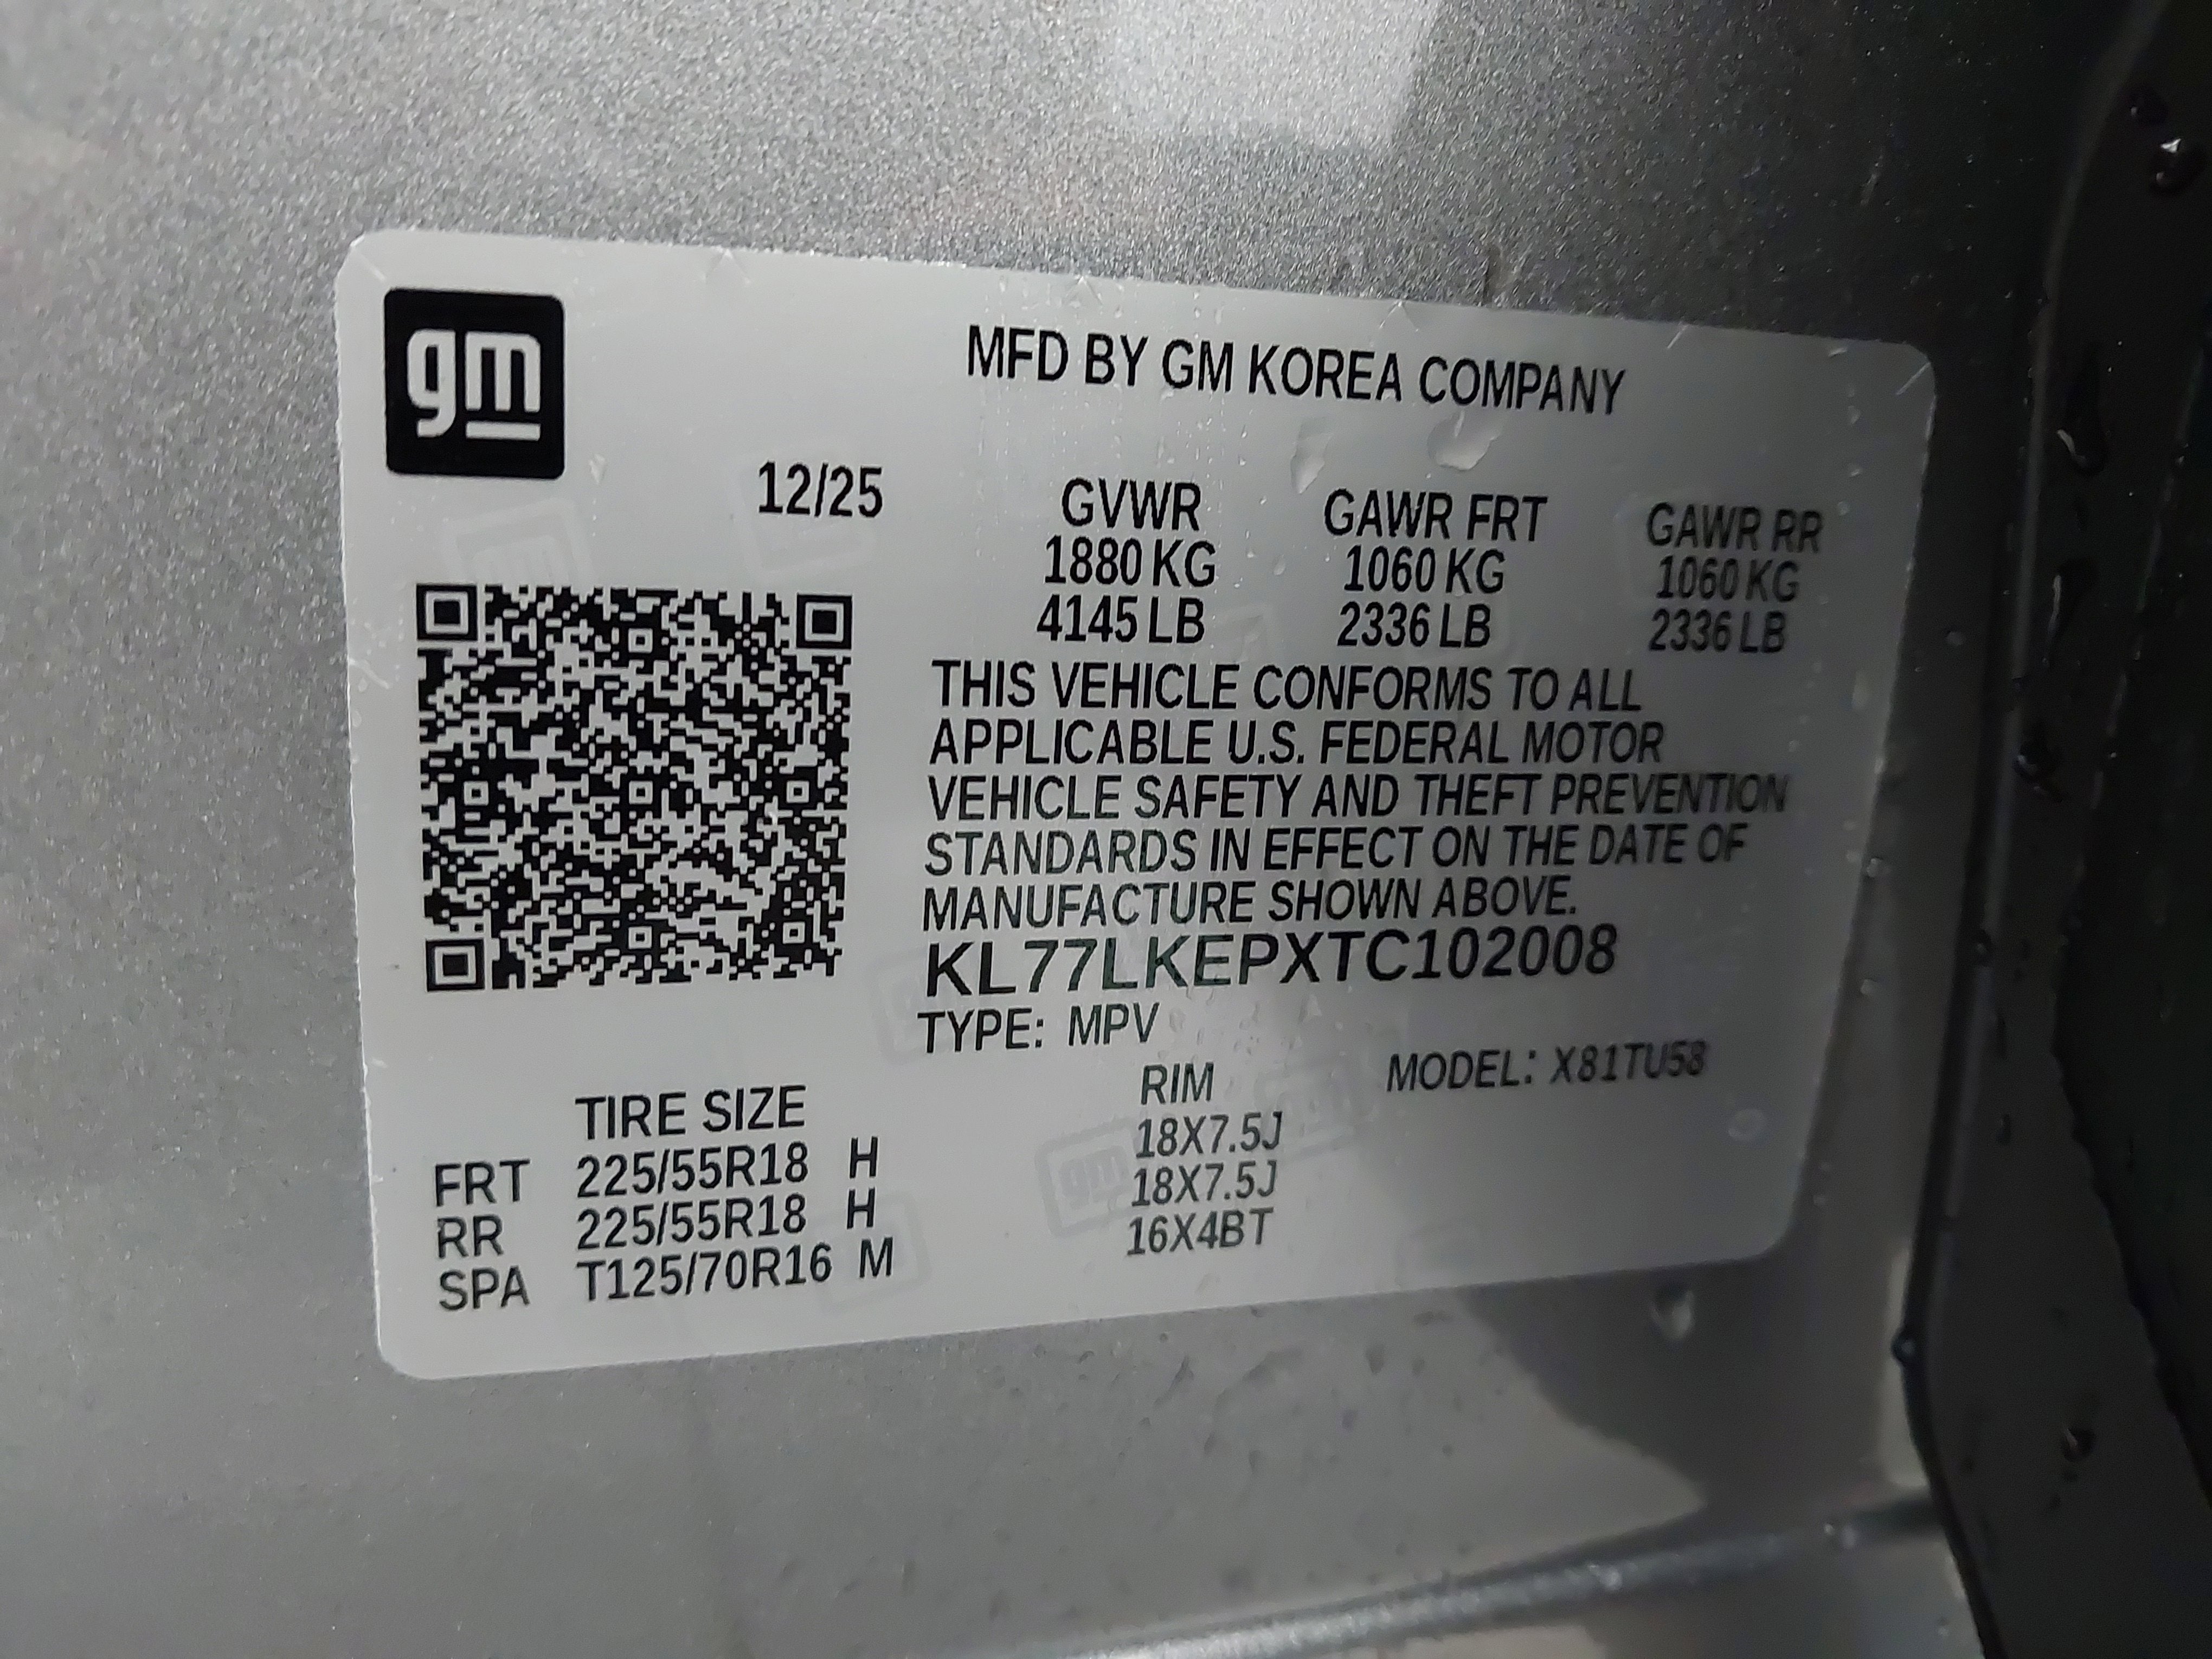 gm
MFD BY GM KOREA COMPANY
12/25
GVWR GAWR FRT GAWR RR
1880 KG 1060 KG 1060 KG
4145 LB 2336 LB 2336 LB
THIS VEHICLE CONFORMS TO ALL
APPLICABLE U.S. FEDERAL MOTOR
VEHICLE SAFETY AND THEFT PREVENTION
STANDARDS IN EFFECT ON THE DATE OF
MANUFACTURE SHOWN ABOVE.
KL77LKEPXTC102008
TYPE: MPV
MODEL: X81TU58
TIRE SIZE RIM
FRT 225/55R18 H 18X7.5J
RR 225/55R18 H 18X7.5J
SPA T125/70R16 M 16X4BT